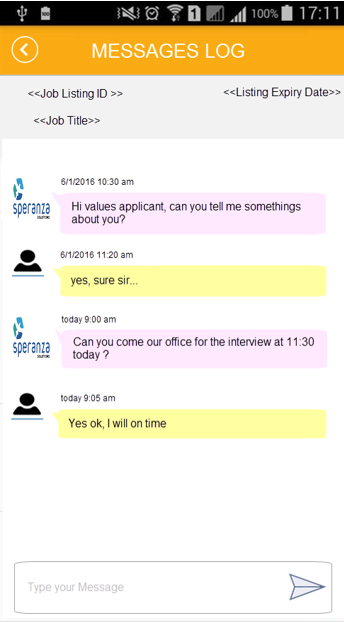 100% 17:11
MESSAGES LOG
<<Job Listing ID >> <<Listing Expiry Date>>
<<Job Title>>
6/1/2016 10:30 am
speranza
Hi values applicant, can you tell me somethings
about you?
6/1/2016 11:20 am
yes, sure sir...
today 9:00 am
speranza
Can you come our office for the interview at 11:30
today ?
today 9:05 am
Yes ok, I will on time
Type your Message